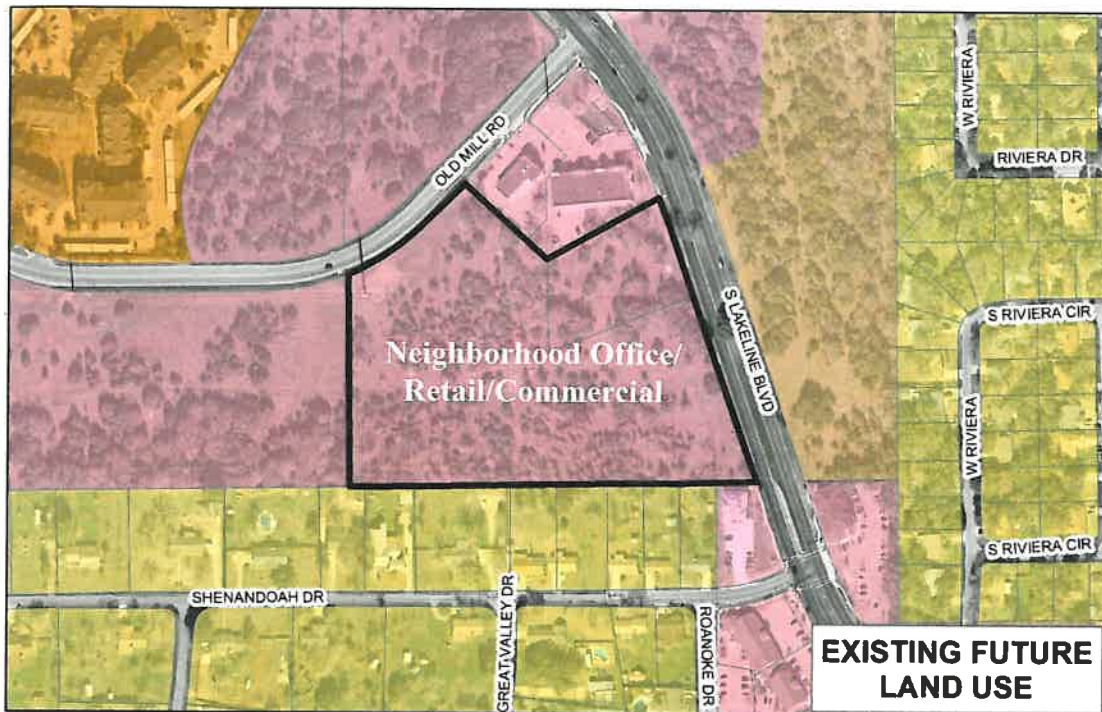 W RIVIERA
RIVIERA DR
OLD MILL RD
S LAKELINE BLVD
S RIVIERA CIR
Neighborhood Office/
Retail/Commercial
W RIVIERA
S RIVIERA CIR
SHENANDOAH DR
GREAT VALLEY DR
ROANOKE DR
EXISTING FUTURE
LAND USE